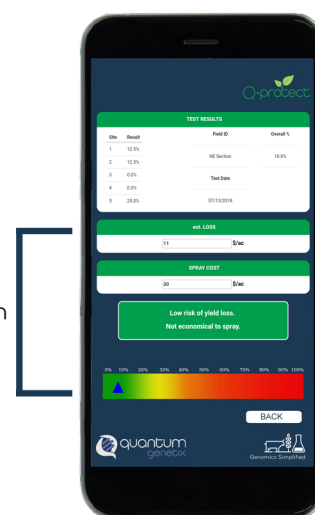 Q-protect
TEST RESULTS
Site Result Field ID Overall %
1 12.5%
2 12.5% NE Section 10.0%
3 0.0% Test Date
4 0.0%
5 25.0% 07/13/2019
est. LOSS
11 $/ac
SPRAY COST
20 $/ac
Low risk of yield loss.
Not economical to spray.
0% 10% 20% 30% 40% 50% 60% 70% 80% 90% 100%
BACK
quantum
genetix
Genomics Simplified